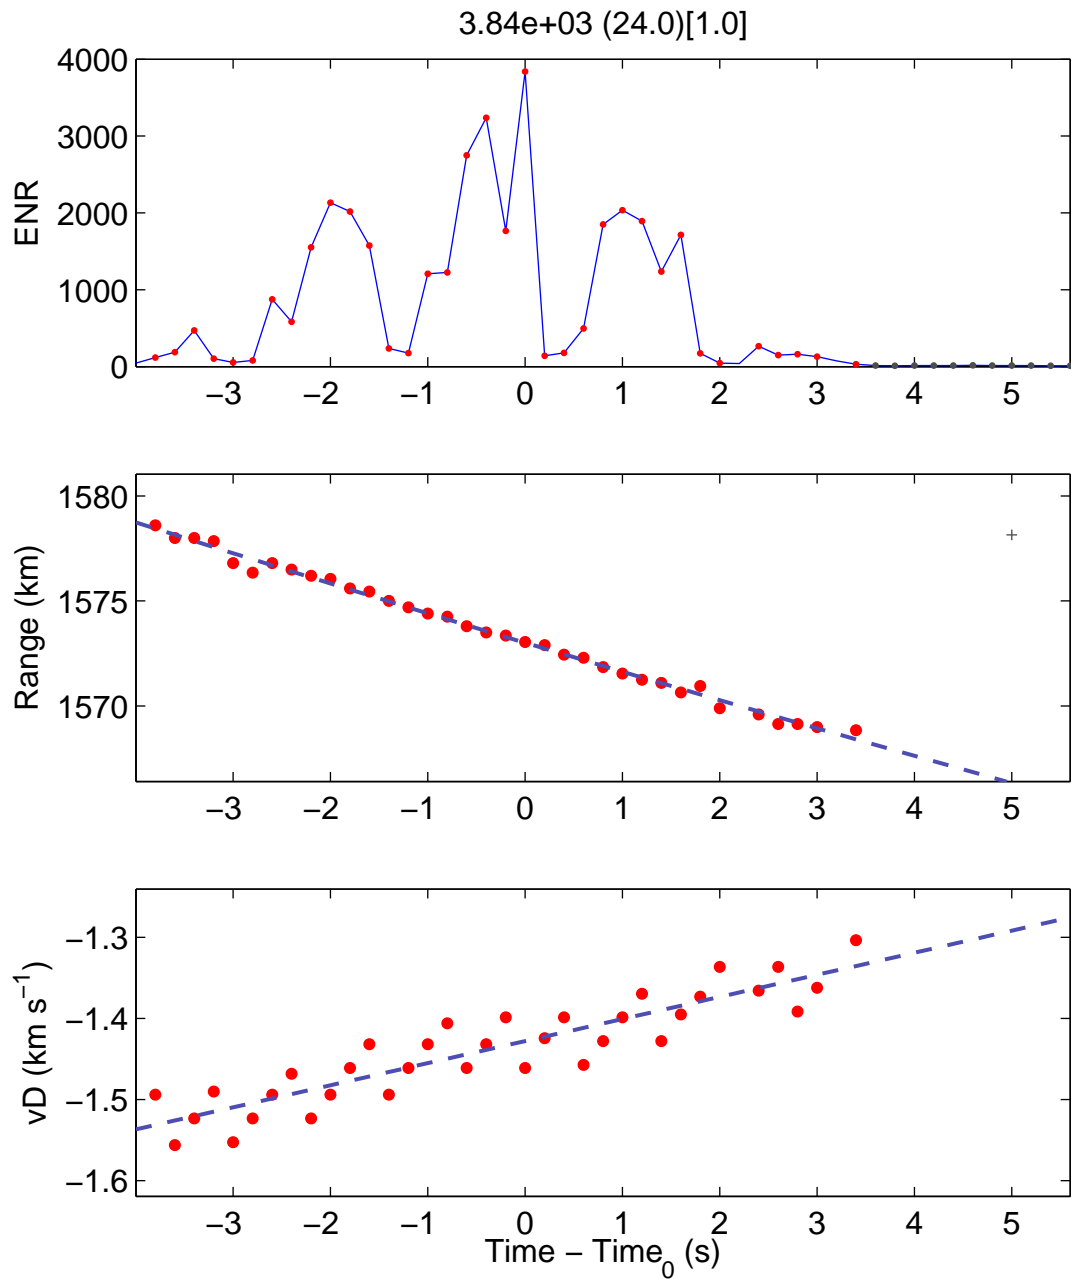 3.84e+03 (24.0)[1.0]
4000
3000
2000
1000
0
ENR
−3 −2 −1 0 1 2 3 4 5
1580
1575
1570
Range (km)
−3 −2 −1 0 1 2 3 4 5
−1.3
−1.4
−1.5
−1.6
vD (km s−1)
−3 −2 −1 0 1 2 3 4 5
Time − Time0 (s)